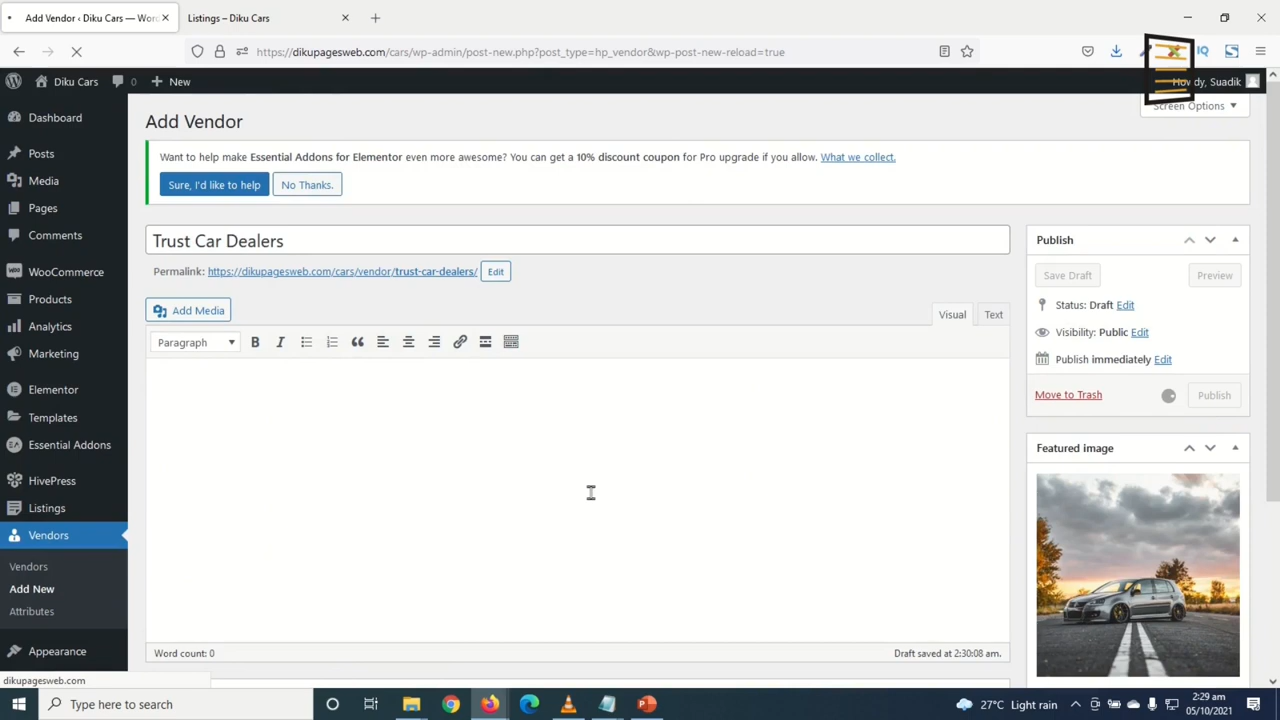 Add Vendor ‹ Diku Cars — Wor
Listings – Diku Cars
https://dikupagesweb.com/cars/wp-admin/post-new.php?post_type=hp_vendor&wp-post-new-reload=true
IQ
Diku Cars
0
New
Howdy, Suadik
Screen Options
Dashboard
Posts
Media
Pages
Comments
WooCommerce
Products
Analytics
Marketing
Elementor
Templates
Essential Addons
HivePress
Listings
Vendors
Vendors
Add New
Attributes
Appearance
dikupagesweb.com
Add Vendor
Want to help make Essential Addons for Elementor even more awesome? You can get a 10% discount coupon for Pro upgrade if you allow. What we collect.
Sure, I'd like to help
No Thanks.
Trust Car Dealers
Permalink: https://dikupagesweb.com/cars/vendor/trust-car-dealers/ Edit
Add Media
Visual
Text
Paragraph
Word count: 0
Draft saved at 2:30:08 am.
Publish
Save Draft
Preview
Status: Draft Edit
Visibility: Public Edit
Publish immediately Edit
Move to Trash
Publish
Featured image
Type here to search
27°C Light rain
2:29 am
05/10/2021